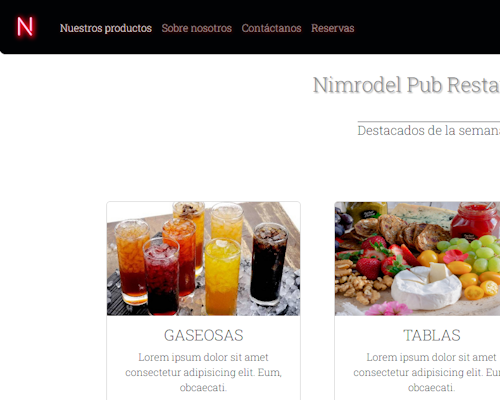 N
Nuestros productos Sobre nosotros Contáctanos Reservas
Nimrodel Pub Resta
Destacados de la seman
GASEOSAS
Lorem ipsum dolor sit amet
consectetur adipisicing elit. Eum,
obcaecati.
TABLAS
Lorem ipsum dolor sit amet
consectetur adipisicing elit. Eum,
obcaecati.